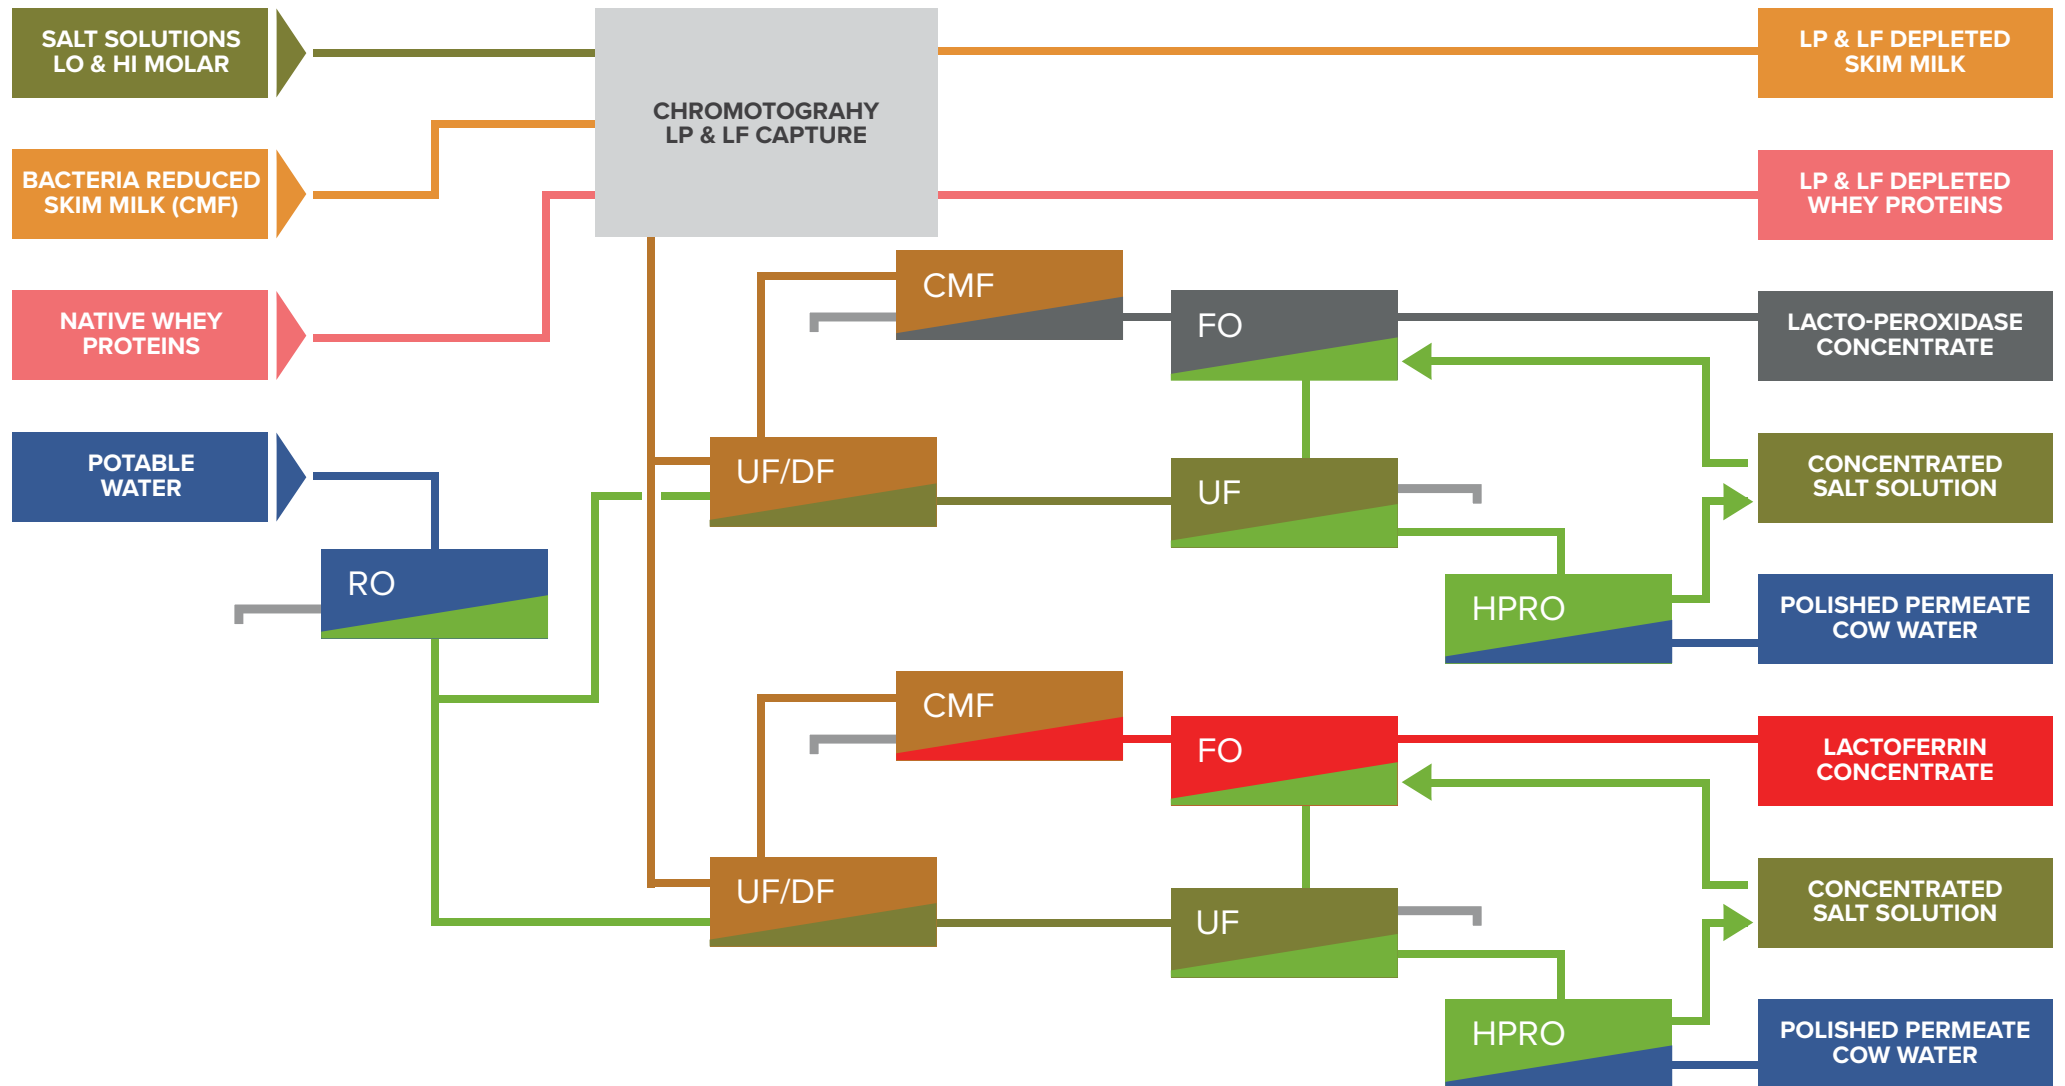 SALT SOLUTIONS
LO & HI MOLAR
BACTERIA REDUCED
SKIM MILK (CMF)
NATIVE WHEY
PROTEINS
POTABLE
WATER
RO
CHROMOTOGRAHY
LP & LF CAPTURE
CMF
FO
UF/DF
UF
HPRO
CMF
FO
UF/DF
UF
HPRO
LP & LF DEPLETED
SKIM MILK
LP & LF DEPLETED
WHEY PROTEINS
LACTO-PEROXIDASE
CONCENTRATE
CONCENTRATED
SALT SOLUTION
POLISHED PERMEATE
COW WATER
LACTOFERRIN
CONCENTRATE
CONCENTRATED
SALT SOLUTION
POLISHED PERMEATE
COW WATER